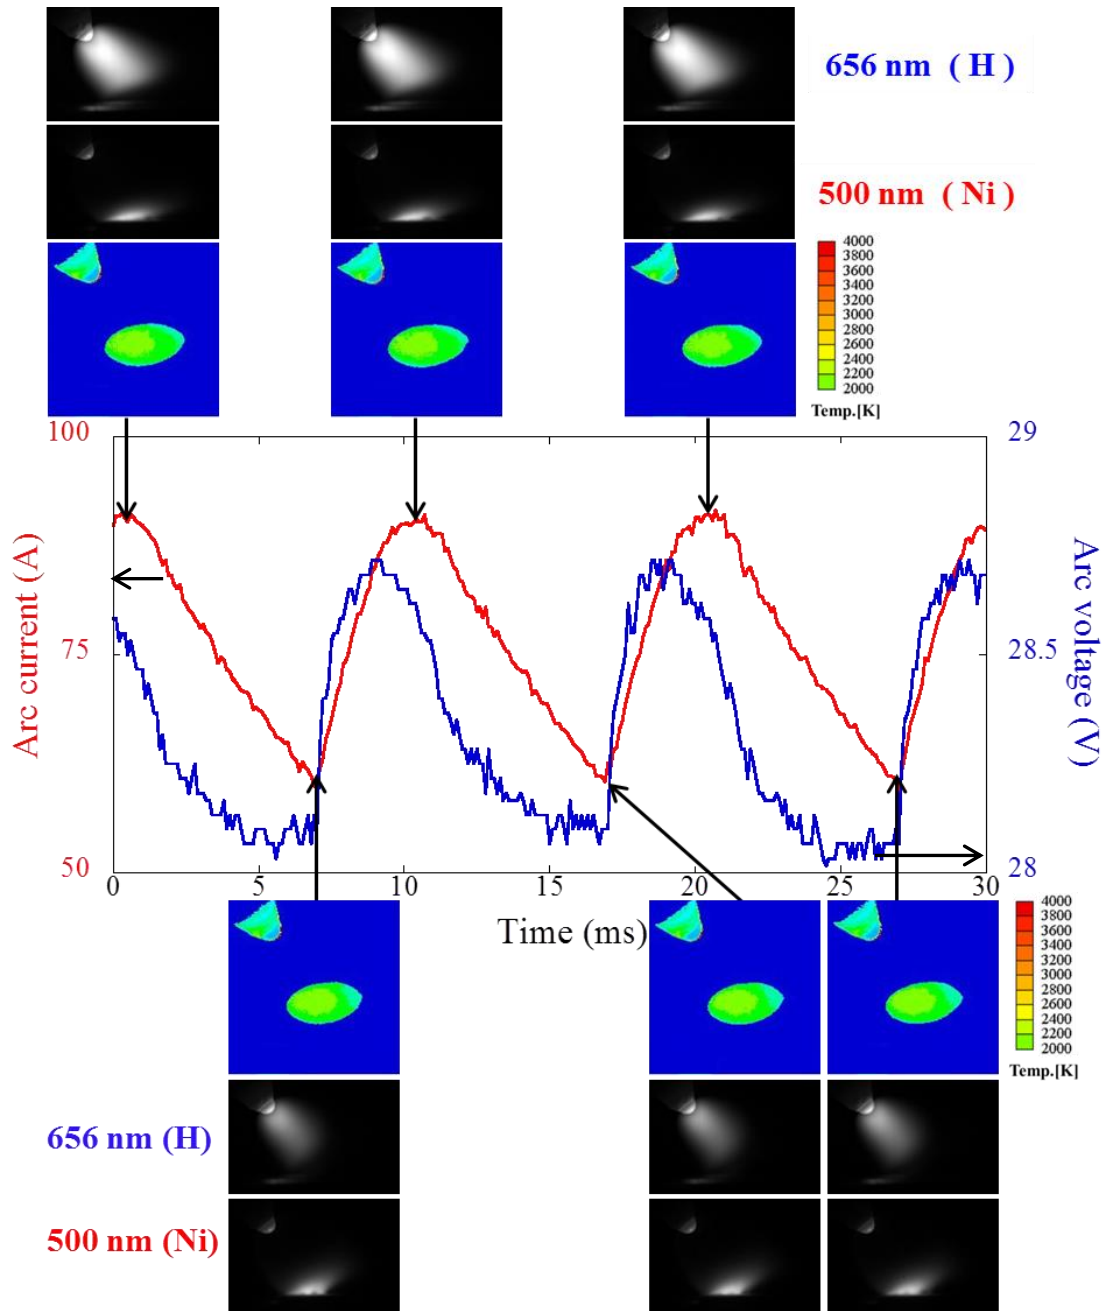 656 nm ( H )
500 nm ( Ni )
4000
3800
3600
3400
3200
3000
2800
2600
2400
2200
2000
Temp.[K]
100
75
50
Arc current (A)
29
28.5
28
Arc voltage (V)
0 5 10 15 20 25 30
Time (ms)
4000
3800
3600
3400
3200
3000
2800
2600
2400
2200
2000
Temp.[K]
656 nm (H)
500 nm (Ni)